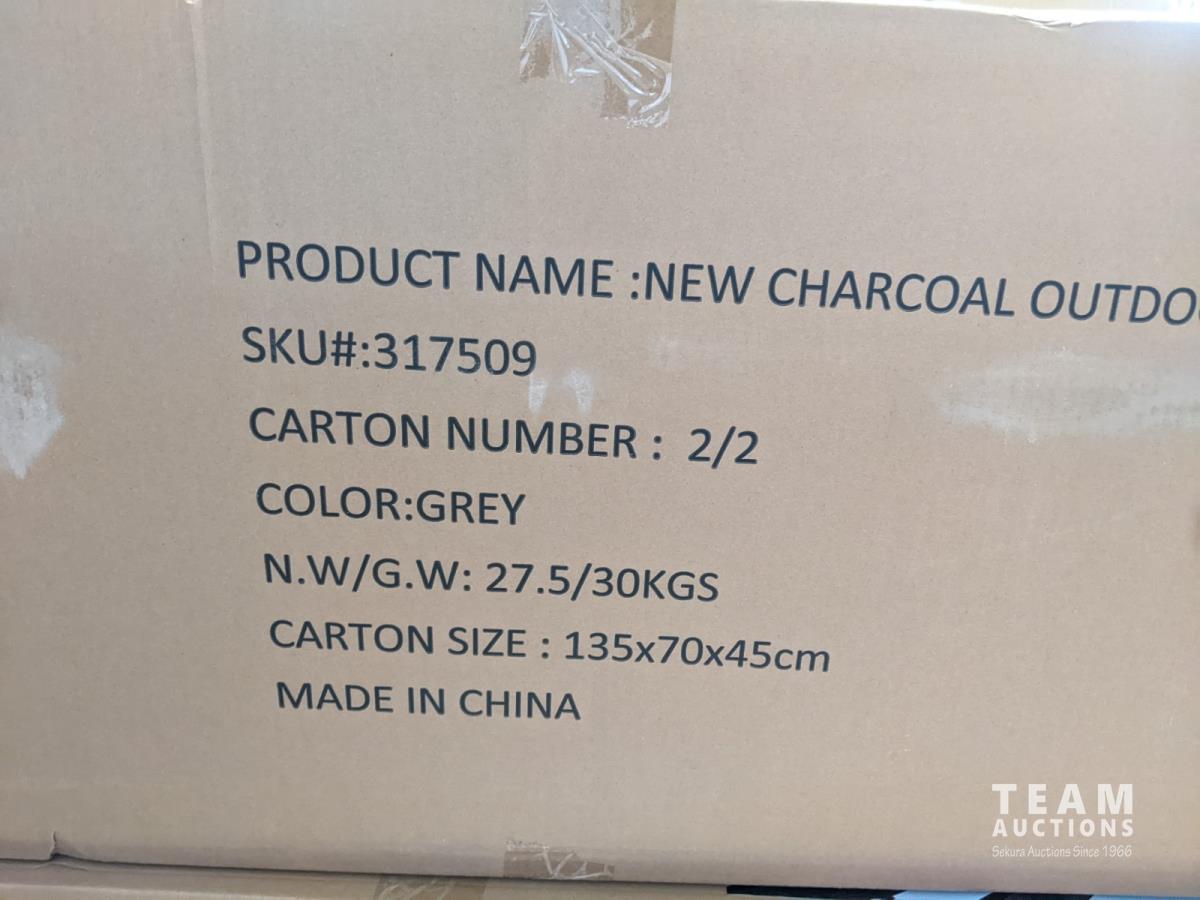 PRODUCT NAME :NEW CHARCOAL
SKU#:317509
CARTON NUMBER : 2/2
COLOR:GREY
N.W/G.W: 27.5/30KGS
CARTON SIZE : 135x70x45cm
MADE IN CHINA
TEAM
AUCTIONS
Sekura Auctions Since 1966